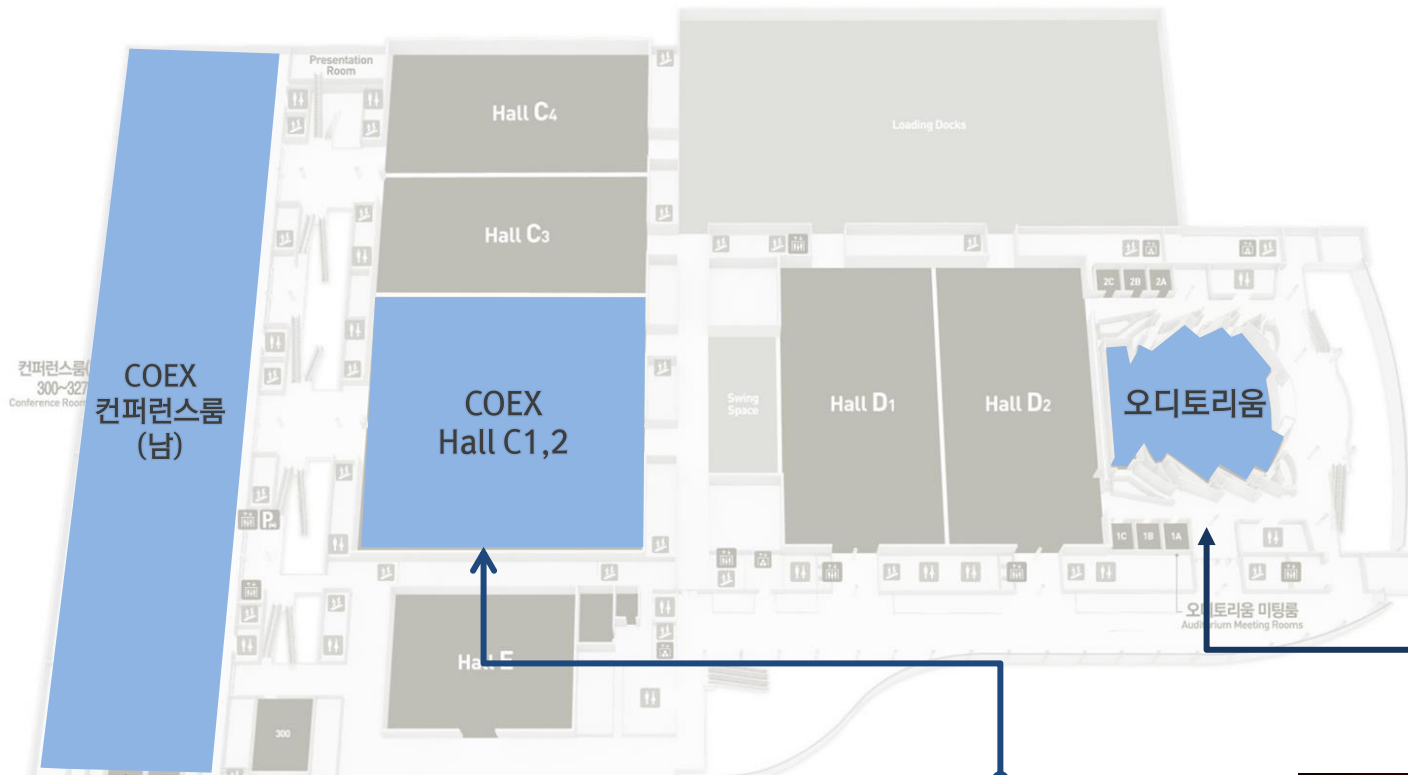 Presentation
Room
Hall C4
Loading Docks
Hall C3
2C
2B
2A
컨퍼런스룸(
300~327
Conference Room
COEX
컨퍼런스룸
(남)
COEX
Hall C1,2
Swing
Space
Hall D1
Hall D2
오디토리움
P
1C
1B
1A
오디토리움 미팅룸
Auditorium Meeting Rooms
Hall E
300